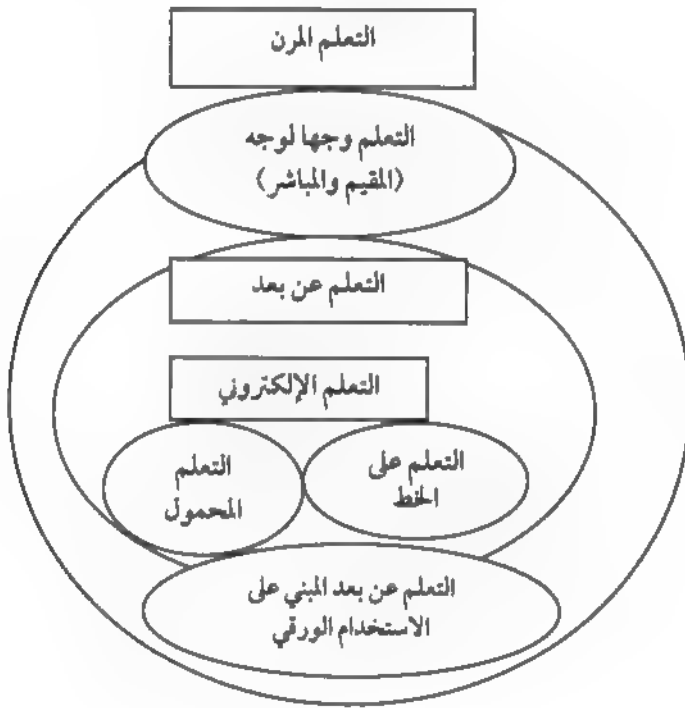 التعلم المرن
التعلم وجها لوجه
(المقيم والمباشر)
التعلم عن بعد
التعلم الإلكتروني
التعلم على
الخط
التعلم
المحمول
التعلم عن بعد المبني على
الاستخدام الورقي